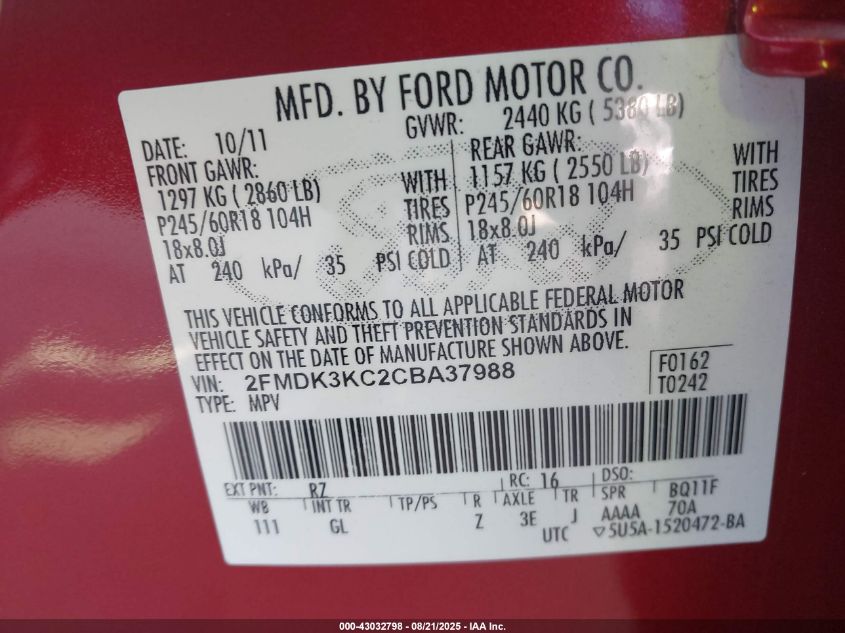 MFD. BY FORD MOTOR CO.
DATE: 10/11
GVWR: 2440 KG ( 5380 LB)
FRONT GAWR:
1297 KG ( 2860 LB)
P245/60R18 104H
18x8.0J
WITH
TIRES
RIMS
AT 240 kPa/ 35 PSI COLD
REAR GAWR:
1157 KG ( 2550 LB)
P245/60R18 104H
18x8.0J
WITH
TIRES
RIMS
AT 240 kPa/ 35 PSI COLD
THIS VEHICLE CONFORMS TO ALL APPLICABLE FEDERAL MOTOR
VEHICLE SAFETY AND THEFT PREVENTION STANDARDS IN
EFFECT ON THE DATE OF MANUFACTURE SHOWN ABOVE.
VIN: 2FMDK3KC2CBA37988
TYPE: MPV
F0162
T0242
EXT PNT: RZ RC: 16 DSO:
WB INT TR TP/PS R AXLE TR SPR BQ11F
111 GL Z 3E J AAAA 70A
UTC ▽5U5A-1520472-BA
000-43032798 - 08/21/2025 - IAA Inc.